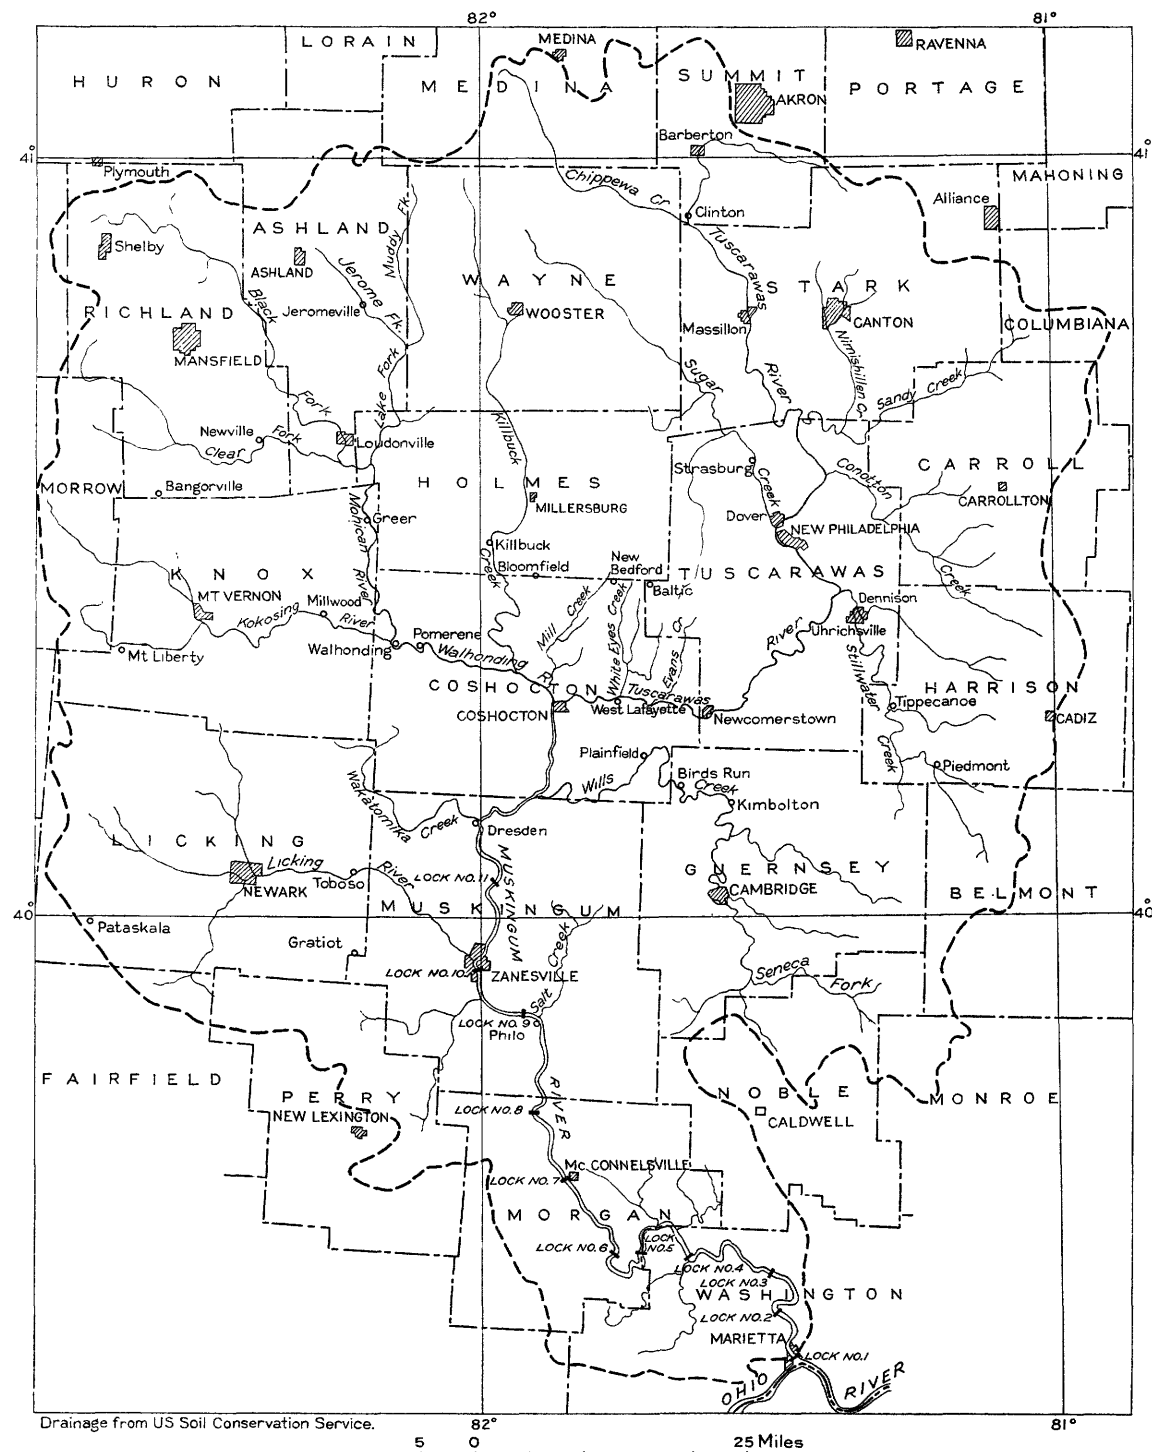 82°
81°
LORAIN
MEDINA
RAVENNA
HURON
MEDINA
SUMMIT
PORTAGE
AKRON
Barberton
41°
41°
Plymouth
MAHONING
Chippewa Cr
Alliance
Muddy Fk.
Clinton
ASHLAND
Shelby
ASHLAND
Jerome Fk.
Tuscarawas
WAYNE
STARK
Black
RICHLAND
Jeromeville
WOOSTER
Massillon
CANTON
COLUMBIANA
MANSFIELD
Nimishillen Cr
Lake Fork
Sugar
River
Sandy Creek
Fork
Newville
Clear Fork
Loudonville
Killbuck
Strasburg
Conotton
CARROLL
Creek
MORROW
Bangorville
HOLMES
CARROLLTON
Mohican
MILLERSBURG
Greer
Dover
NEW PHILADELPHIA
Killbuck
Creek
Bloomfield
New
Bedford
Baltic
TUSCARAWAS
KNOX
River
Creek
MT VERNON
Millwood
Mill Creek
White Eyes Creek
Dennison
Kokosing River
Pomerene
River
Uhrichsville
Mt Liberty
Walhonding
Walhonding R.
Evans C
Stillwater
COSHOCTON
Tuscarawas
HARRISON
COSHOCTON
West Lafayette
Newcomerstown
Tippecanoe
CADIZ
Creek
Plainfield
Piedmont
Birds Run
Wakatomika Creek
Wills Creek
Kimbolton
Dresden
LICKING
Licking River
MUSKINGUM
GUERNSEY
Toboso
LOCK NO.11
NEWARK
CAMBRIDGE
BELMONT
MUSKINGUM
40°
40°
Pataskala
Gratiot
Salt Creek
LOCK NO.10
ZANESVILLE
Seneca Fork
LOCK NO. 9
Philo
FAIRFIELD
PERRY
NOBLE
MONROE
RIVER
LOCK NO.8
NEW LEXINGTON
CALDWELL
Mc. CONNELSVILLE
LOCK NO.7
MORGAN
LOCK NO.6
LOCK
NO.5
LOCK NO.4
LOCK NO.3
WASHINGTON
LOCK NO.2
MARIETTA
LOCK NO.1
OHIO RIVER
Drainage from US Soil Conservation Service.
82°
81°
5 0 25 Miles